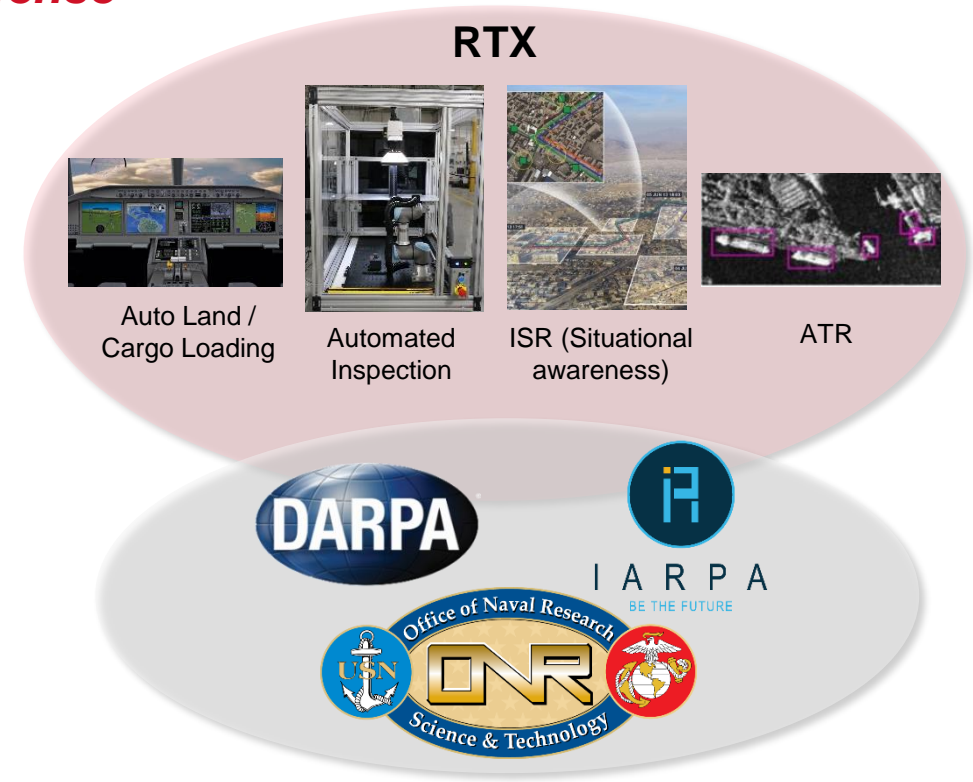 RTX
Auto Land /
Cargo Loading
Automated
Inspection
ISR (Situational
awareness)
ATR
DARPA
I A R P A
BE THE FUTURE
Office of Naval Research
USN
ONR
Science & Technology